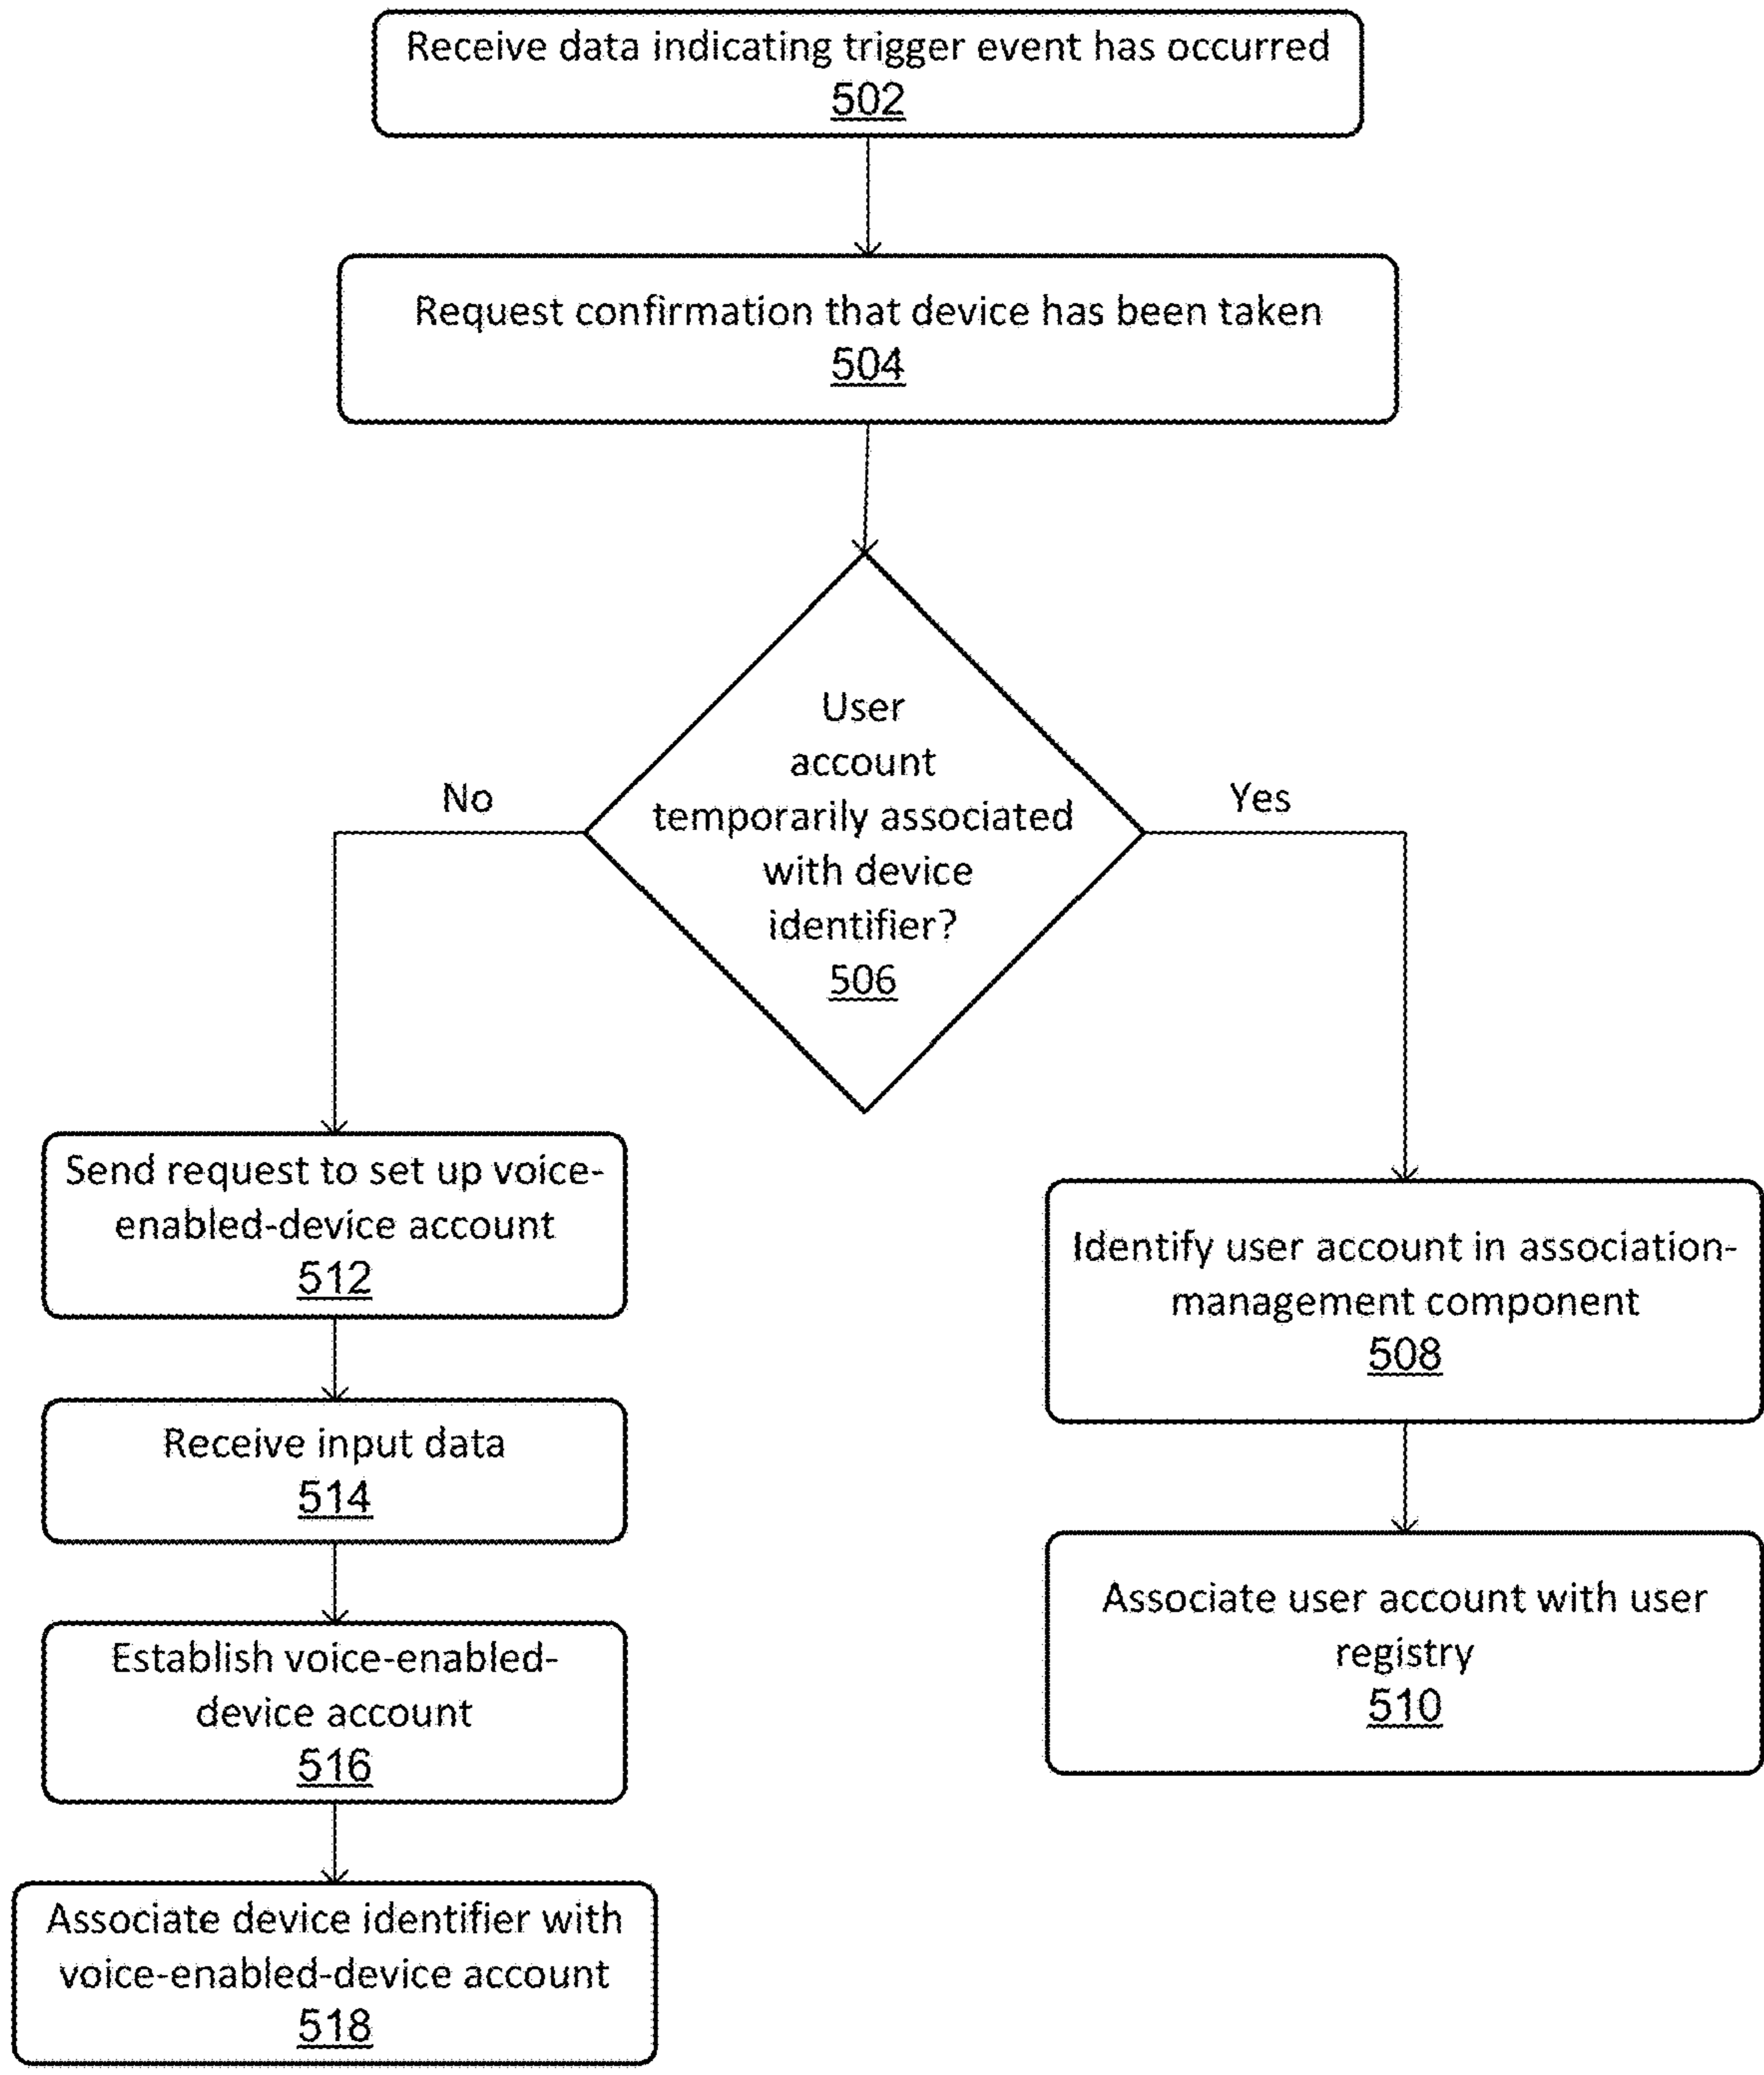 Receive data indicating trigger event has occurred
502
Request confirmation that device has been taken
504
User
account
temporarily associated
with device
identifier?
506
No
Yes
Send request to set up voice-
enabled-device account
512
Receive input data
514
Establish voice-enabled-
device account
516
Associate device identifier with
voice-enabled-device account
518
Identify user account in association-
management component
508
Associate user account with user
registry
510